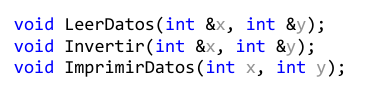 void LeerDatos(int &x, int &y);
void Invertir(int &x, int &y);
void ImprimirDatos(int x, int y);